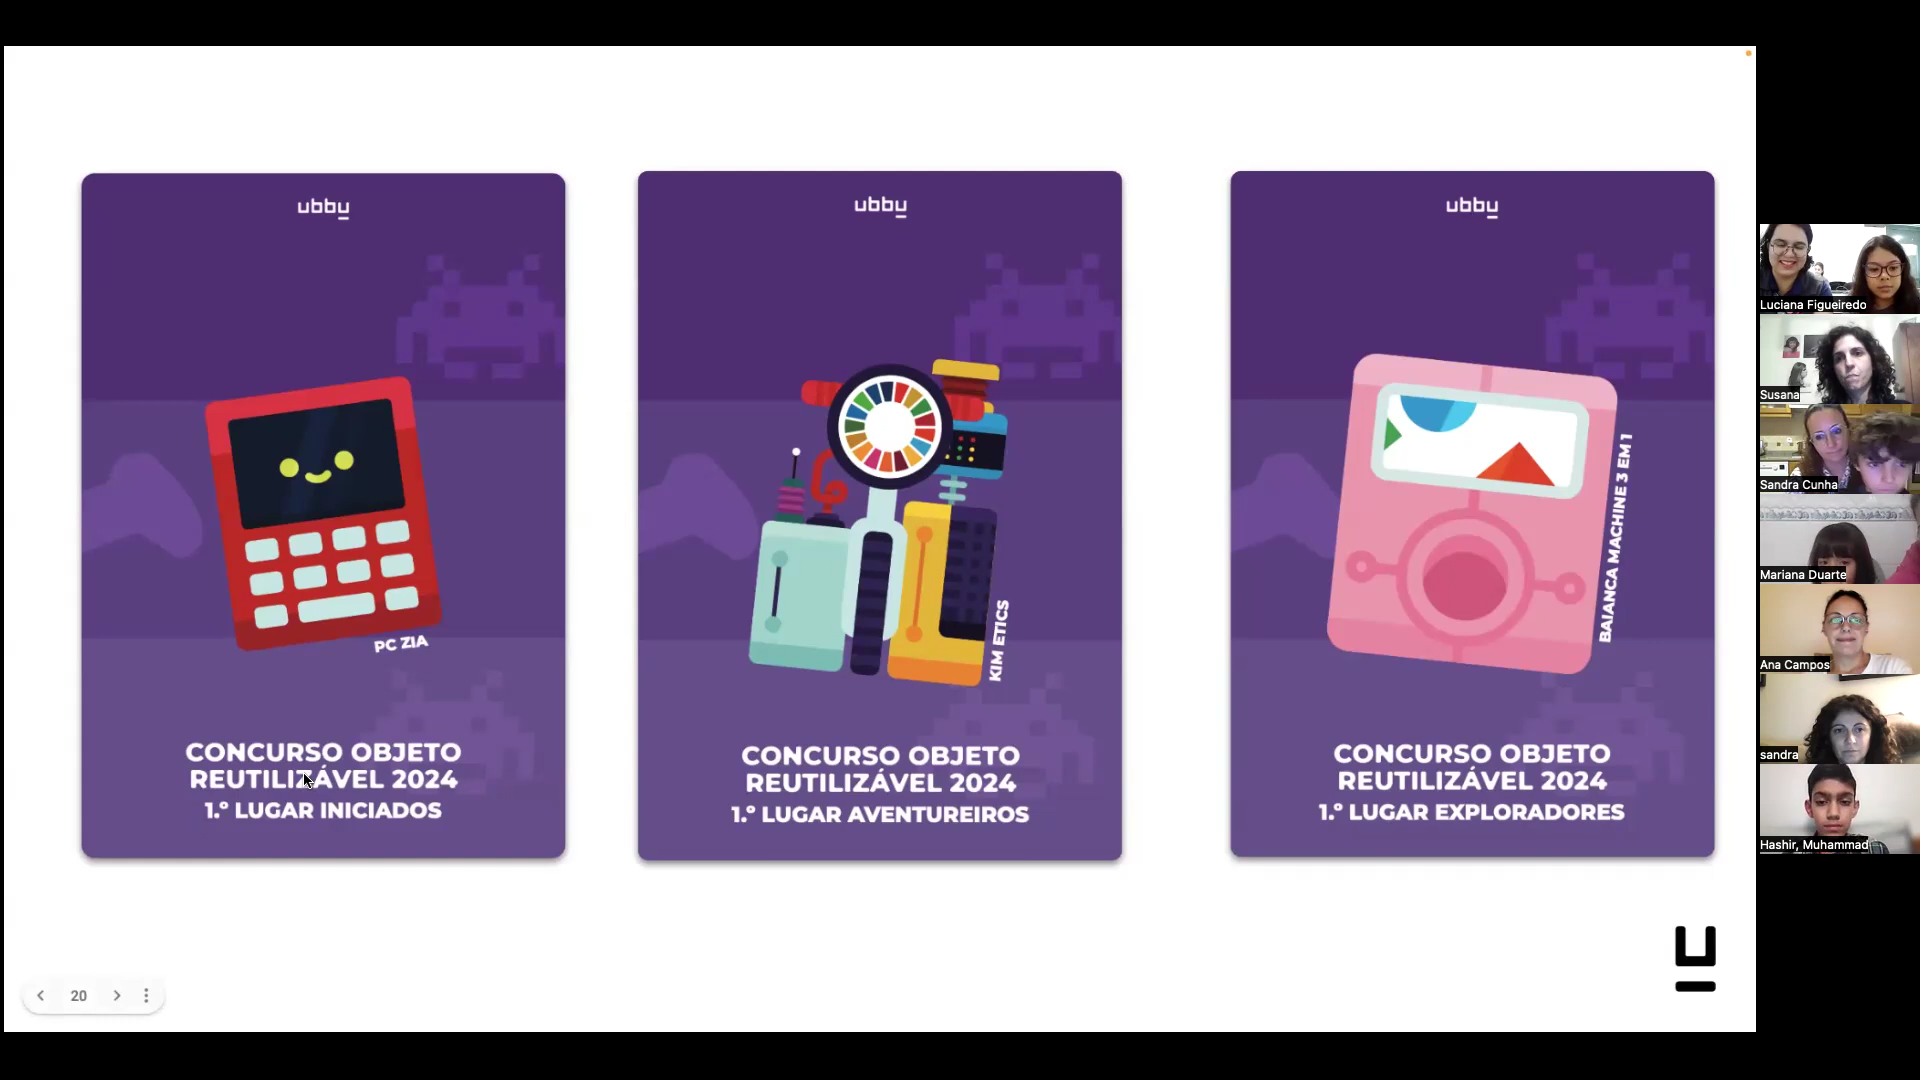 ubbu
PC ZIA
CONCURSO OBJETO
REUTILIZÁVEL 2024
1.º LUGAR INICIADOS
ubbu
KIM ETICS
CONCURSO OBJETO
REUTILIZÁVEL 2024
1.º LUGAR AVENTUREIROS
ubbu
BAIANCA MACHINE 3 EM 1
CONCURSO OBJETO
REUTILIZÁVEL 2024
1.º LUGAR EXPLORADORES
20
Luciana Figueiredo
Susana
Sandra Cunha
Mariana Duarte
Ana Campos
sandra
Hashir, Muhammad